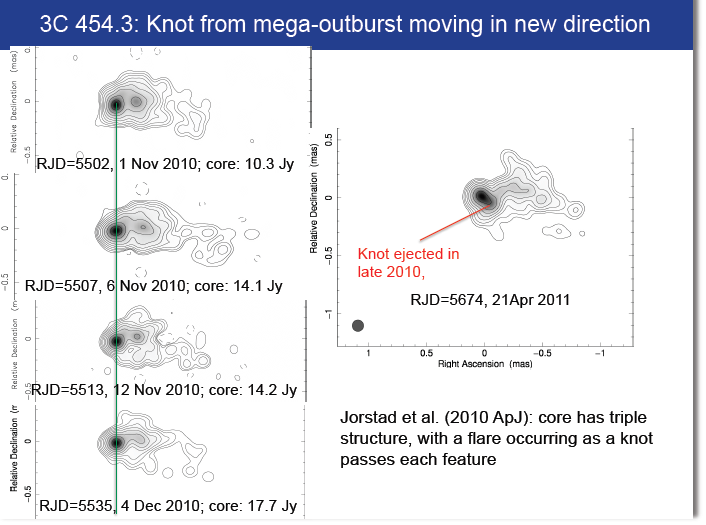 3C 454.3: Knot from mega-outburst moving in new direction
Relative Declination (mas)
0.
0
−0.5
RJD=5502, 1 Nov 2010; core: 10.3 Jy
0.
0
−0.5
RJD=5507, 6 Nov 2010; core: 14.1 Jy
Relative Declination (m
0
−0.5
RJD=5513, 12 Nov 2010; core: 14.2 Jy
Relative Declination (m
0
−0.5
RJD=5535, 4 Dec 2010; core: 17.7 Jy
Relative Declination (mas)
0.5
0
−0.5
−1
Knot ejected in
late 2010,
RJD=5674, 21Apr 2011
1
0.5
0
−0.5
−1
Right Ascension (mas)
Jorstad et al. (2010 ApJ): core has triple
structure, with a flare occurring as a knot
passes each feature